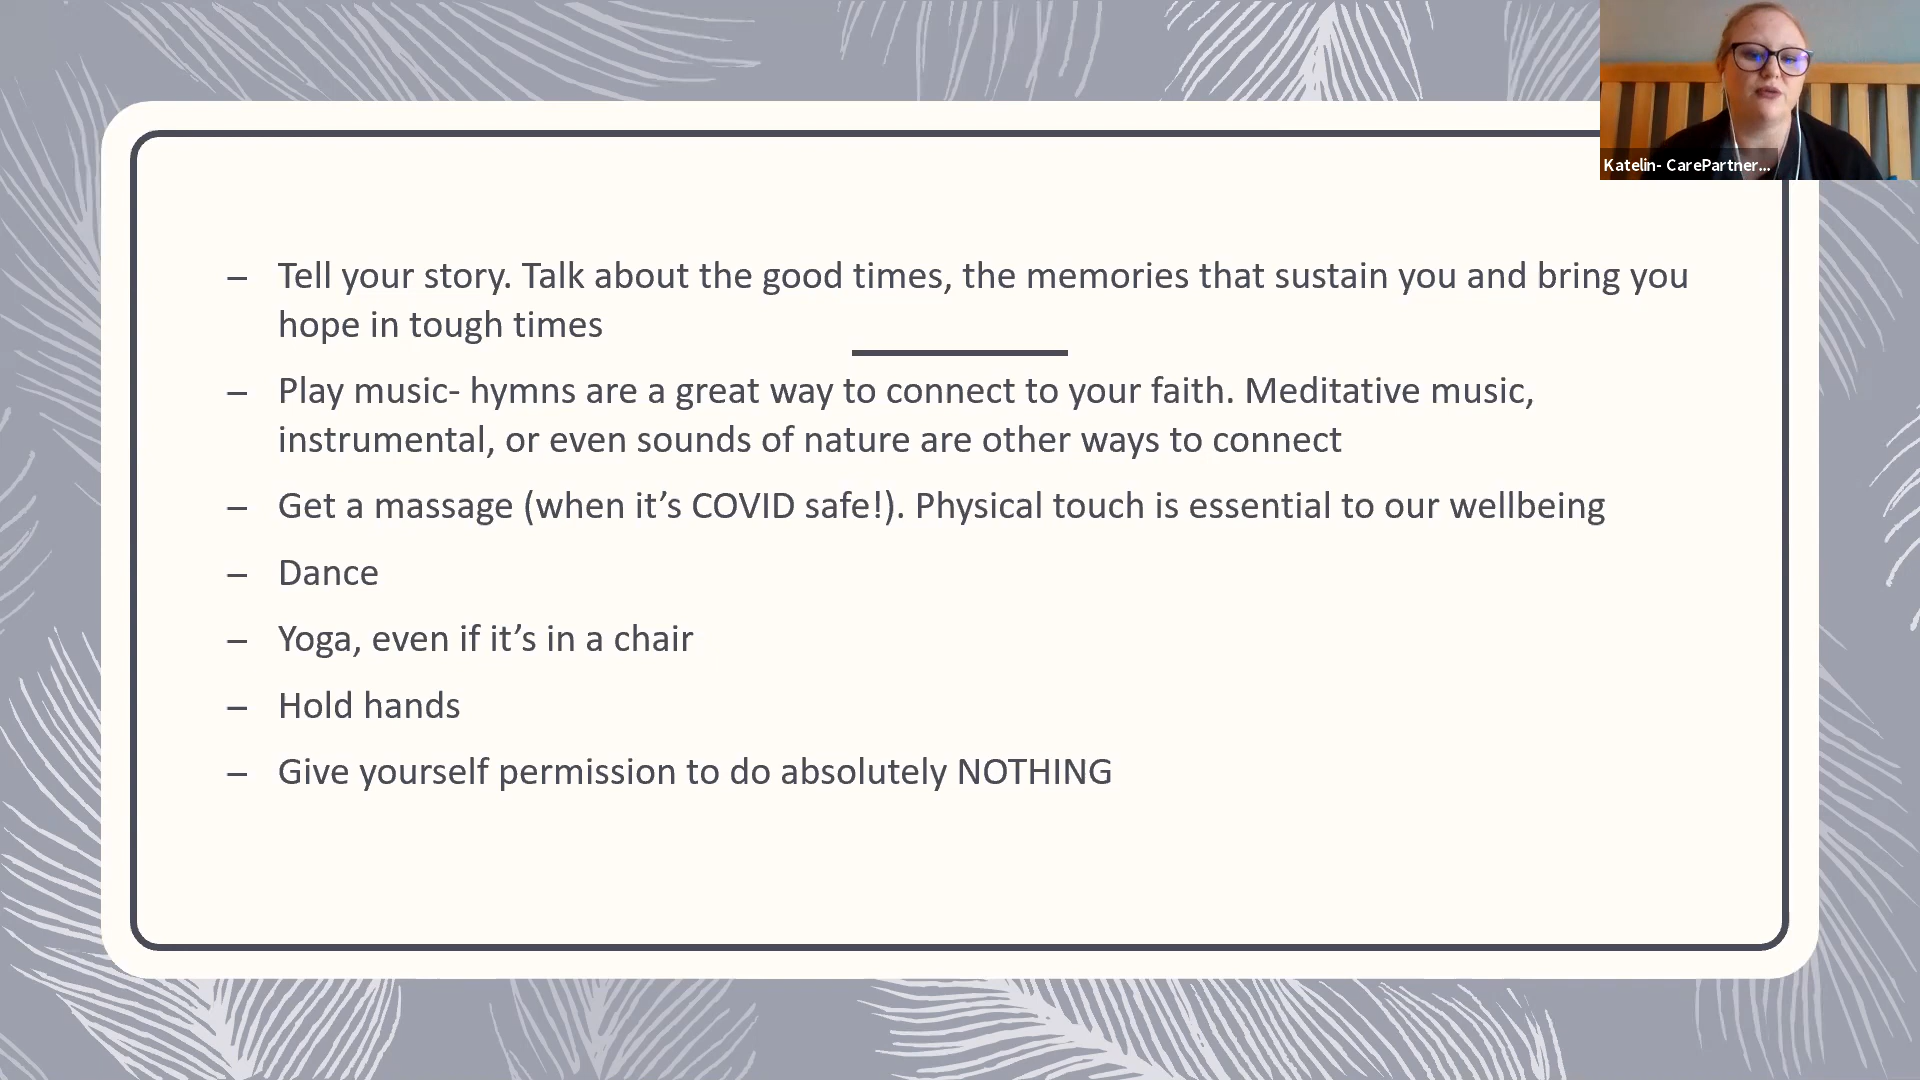 Katelin- CarePartner...
– Tell your story. Talk about the good times, the memories that sustain you and bring you
hope in tough times
– Play music- hymns are a great way to connect to your faith. Meditative music,
instrumental, or even sounds of nature are other ways to connect
– Get a massage (when it’s COVID safe!). Physical touch is essential to our wellbeing
– Dance
– Yoga, even if it’s in a chair
– Hold hands
– Give yourself permission to do absolutely NOTHING